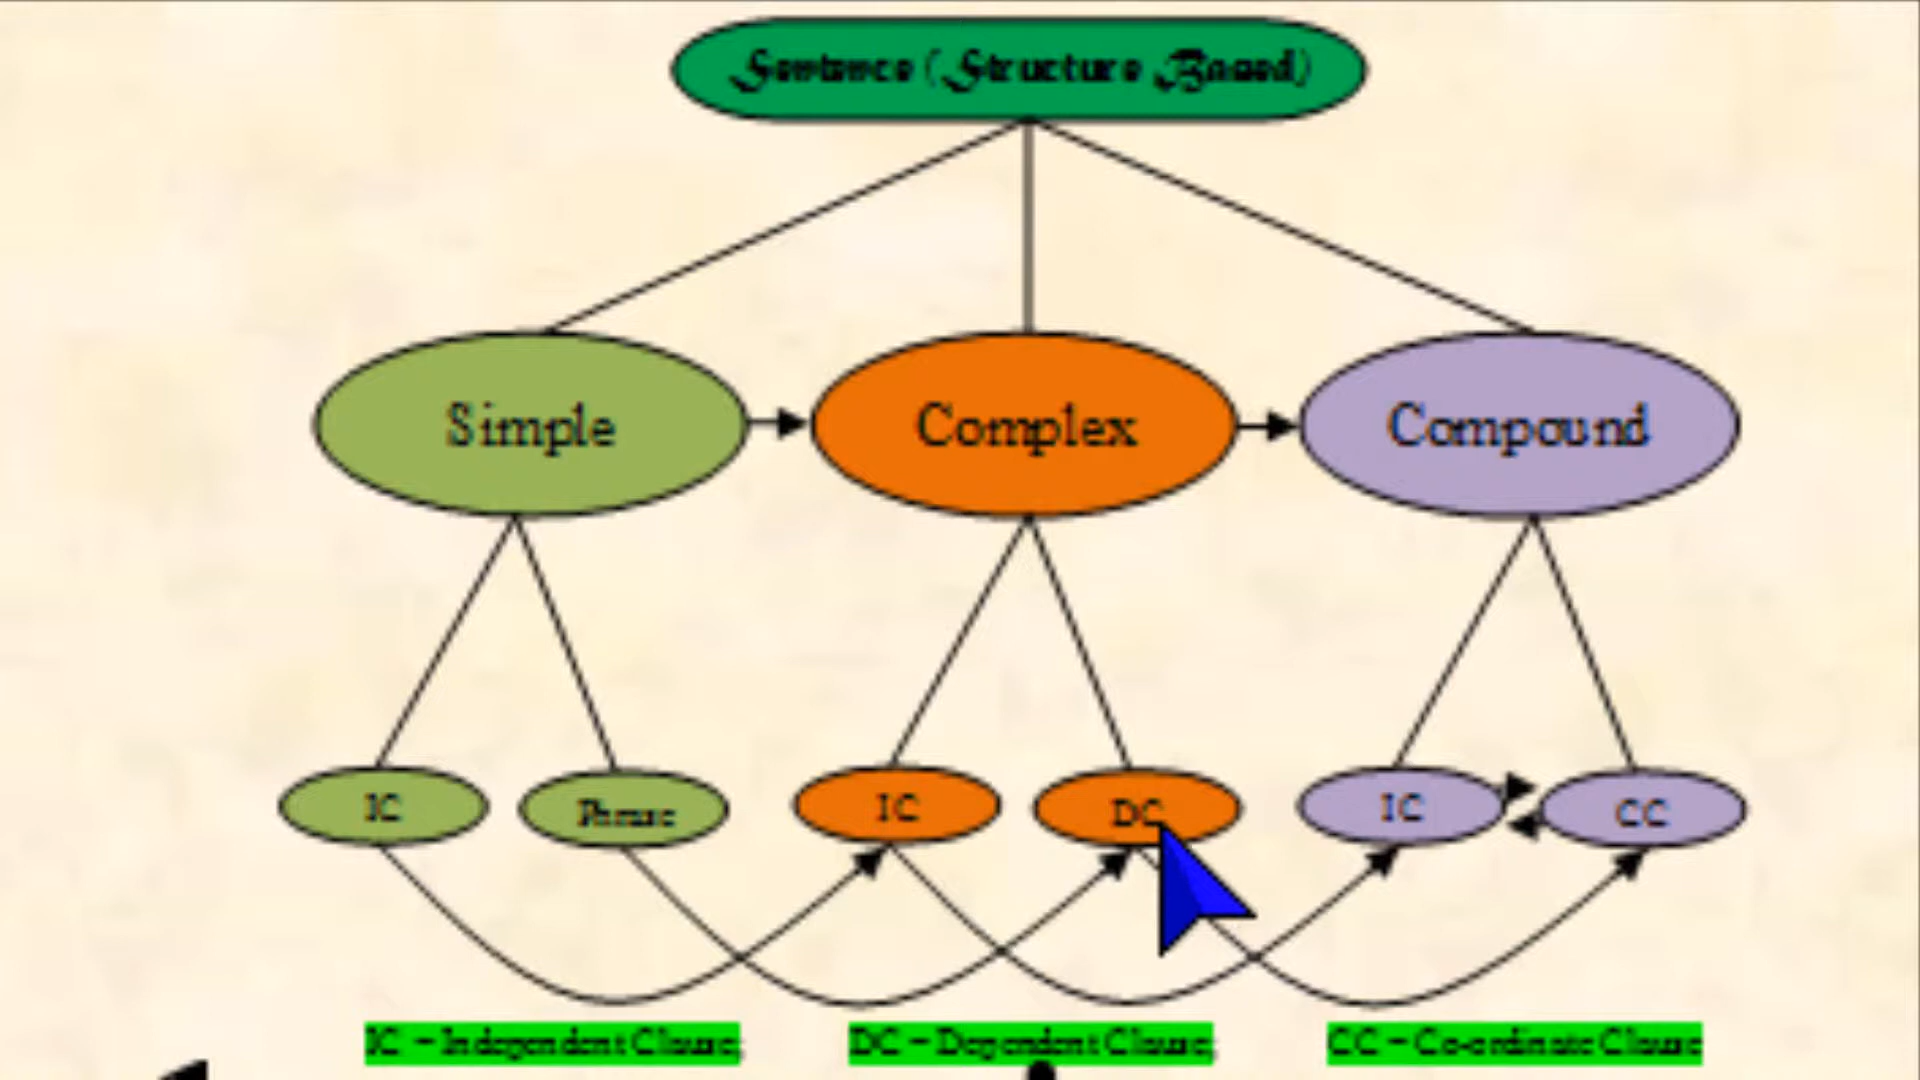 Sentence (Structure Based)
Simple
Complex
Compound
IC
Phrase
IC
DC
IC
CC
IC – Independent Clause,
DC – Dependent Clause,
CC – Co-ordinate Clause